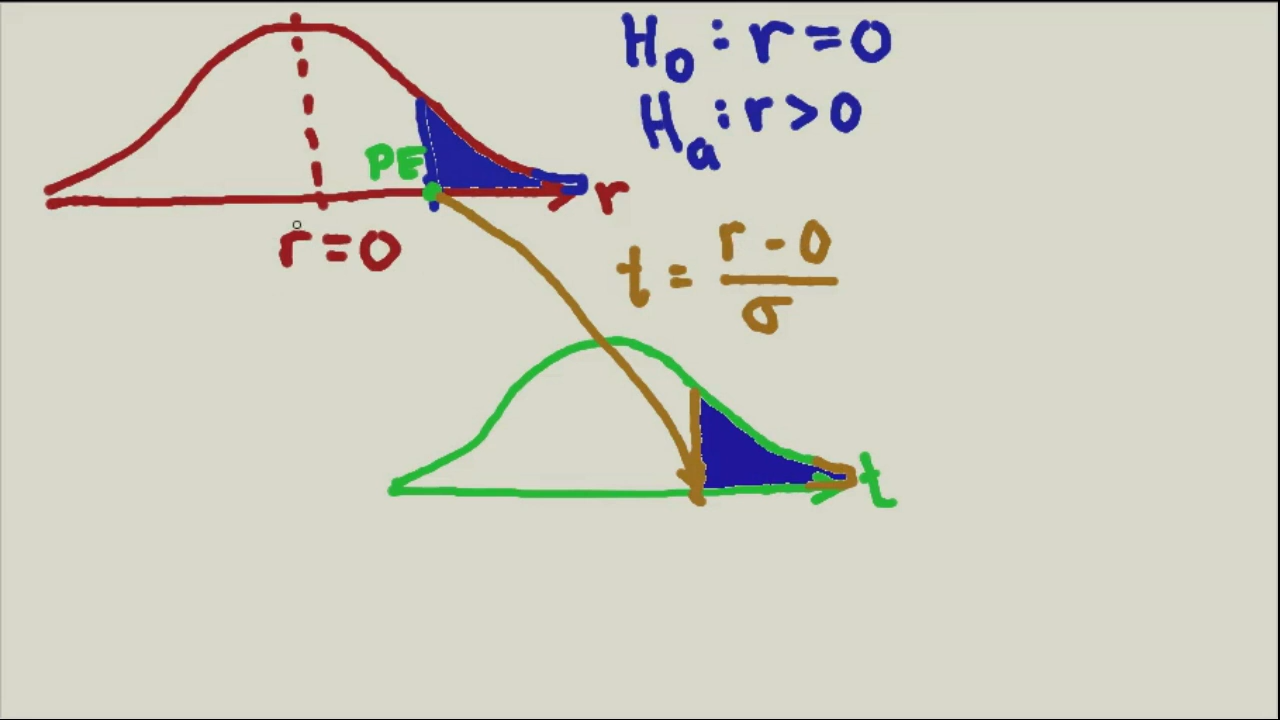 H₀ : r = 0
Hₐ : r > 0
PE
r
r = 0
t = (r - 0) / σ
t